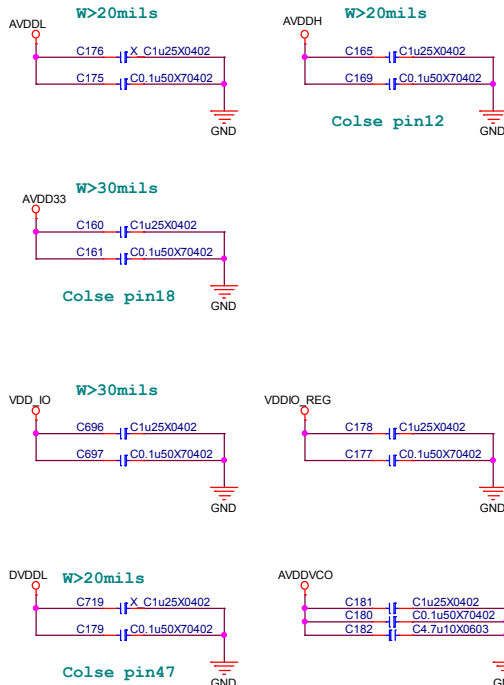 W>20mils
AVDDL
C176 X_C1u25X0402
C175 C0.1u50X70402
GND
W>20mils
AVDDH
C165 C1u25X0402
C169 C0.1u50X70402
Colse pin12
GND
W>30mils
AVDD33
C160 C1u25X0402
C161 C0.1u50X70402
Colse pin18
GND
W>30mils
VDD_IO
C696 C1u25X0402
C697 C0.1u50X70402
GND
VDDIO_REG
C178 C1u25X0402
C177 C0.1u50X70402
GND
DVDDL W>20mils
C719 X_C1u25X0402
C179 C0.1u50X70402
Colse pin47
GND
AVDDVCO
C181 C1u25X0402
C180 C0.1u50X70402
C182 C4.7u10X0603